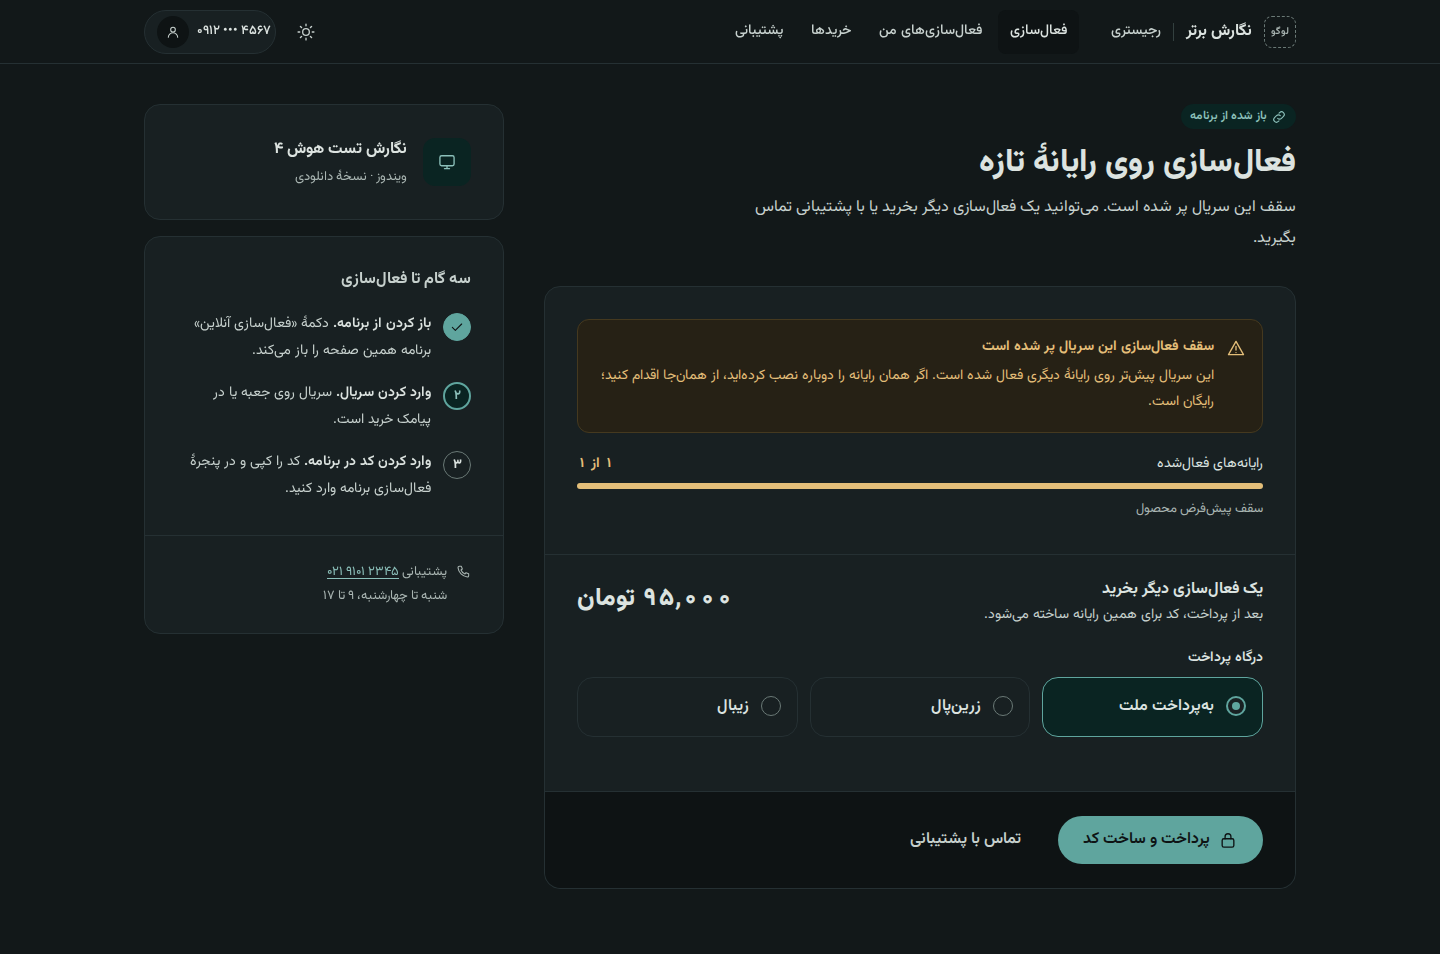 لوگو
نگارش برتر
رجیستری
فعال‌سازی
فعال‌سازی‌های من
خریدها
پشتیبانی
۰۹۱۲ ••• ۴۵۶۷
باز شده از برنامه
فعال‌سازی روی رایانهٔ تازه
سقف این سریال پر شده است. می‌توانید یک فعال‌سازی دیگر بخرید یا با پشتیبانی تماس
بگیرید.
سقف فعال‌سازی این سریال پر شده است
این سریال پیش‌تر روی رایانهٔ دیگری فعال شده است. اگر همان رایانه را دوباره نصب کرده‌اید، از همان‌جا اقدام کنید؛
رایگان است.
رایانه‌های فعال‌شده
۱ از ۱
سقف پیش‌فرض محصول
یک فعال‌سازی دیگر بخرید
۹۵,۰۰۰ تومان
بعد از پرداخت، کد برای همین رایانه ساخته می‌شود.
درگاه پرداخت
به‌پرداخت ملت
زرین‌پال
زیبال
پرداخت و ساخت کد
تماس با پشتیبانی
نگارش تست هوش ۴
ویندوز · نسخهٔ دانلودی
سه گام تا فعال‌سازی
باز کردن از برنامه. دکمهٔ «فعال‌سازی آنلاین»
برنامه همین صفحه را باز می‌کند.
۲
وارد کردن سریال. سریال روی جعبه یا در
پیامک خرید است.
۳
وارد کردن کد در برنامه. کد را کپی و در پنجرهٔ
فعال‌سازی برنامه وارد کنید.
پشتیبانی ۰۲۱ ۹۱۰۱ ۲۳۴۵
شنبه تا چهارشنبه، ۹ تا ۱۷